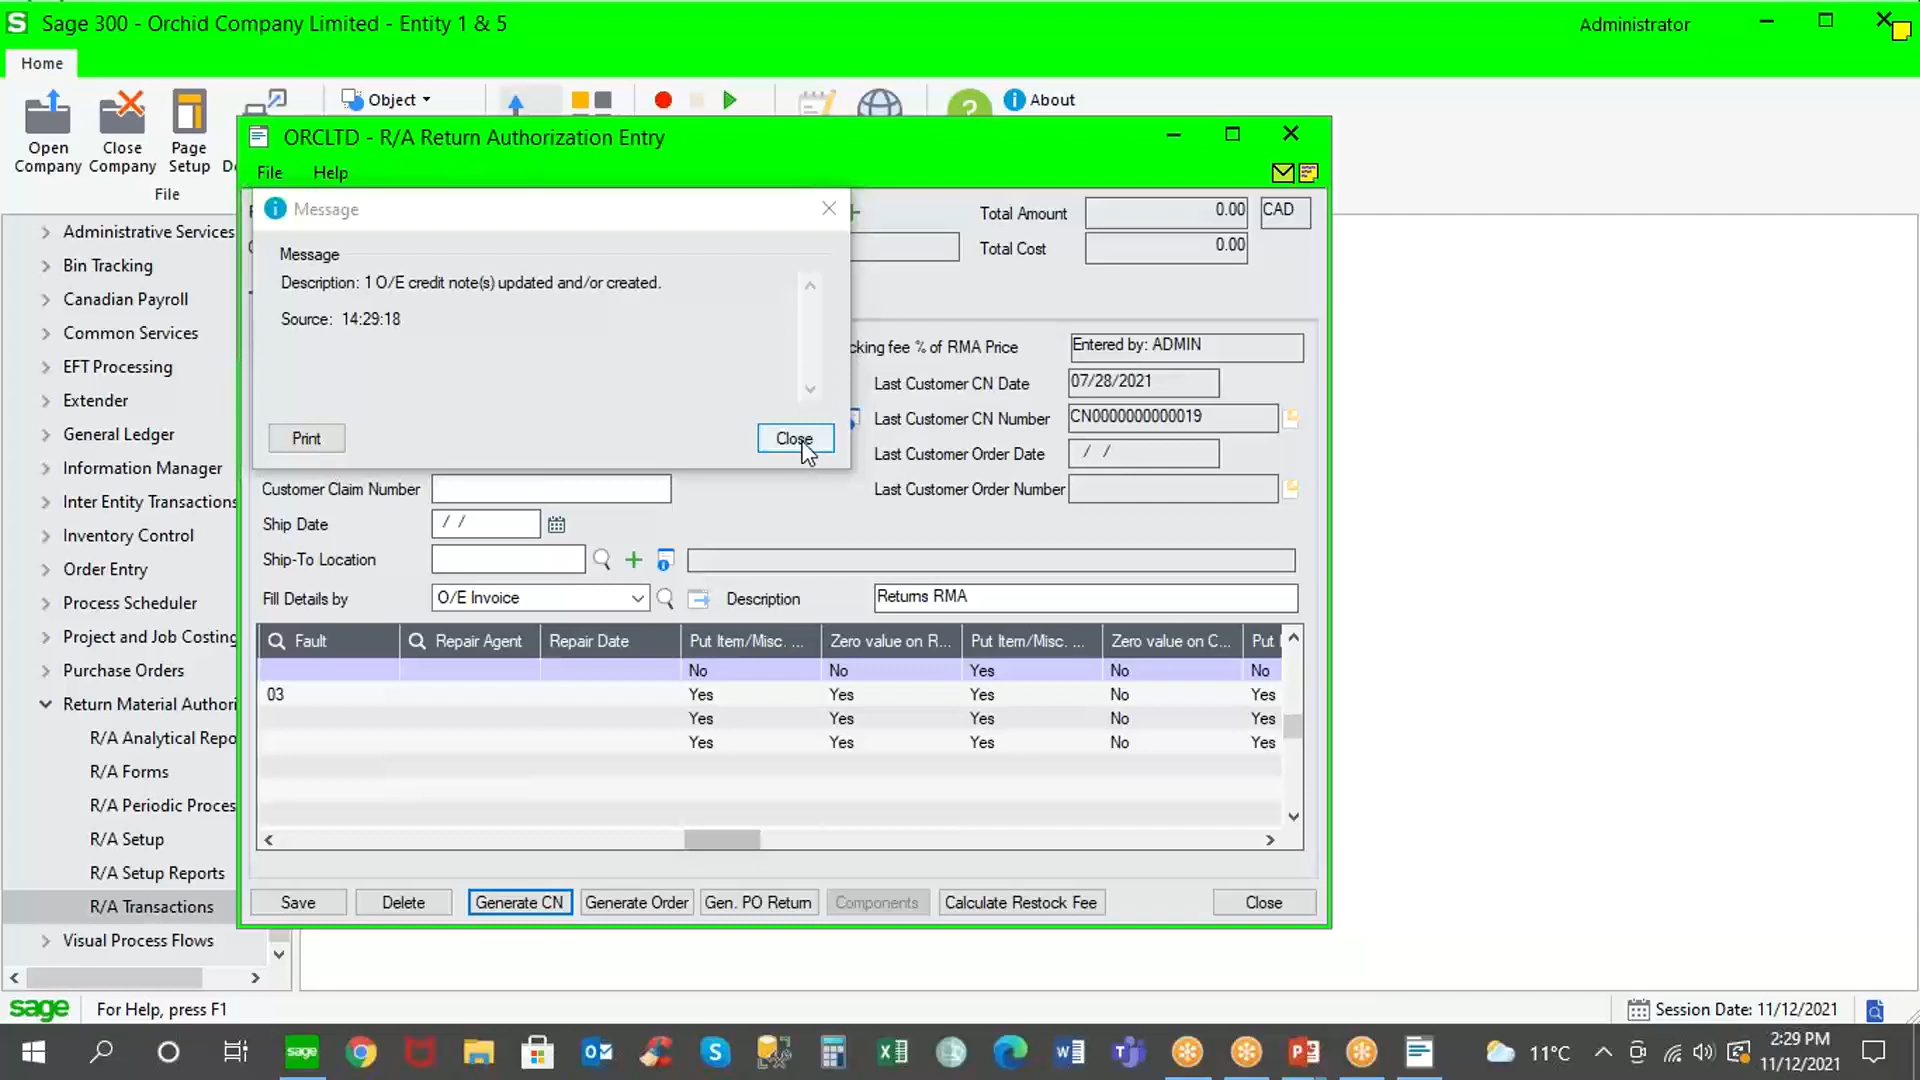 Sage 300 - Orchid Company Limited - Entity 1 & 5
Administrator
Home
Object
About
Open Company
Close Company
Page Setup
File
ORCLTD - R/A Return Authorization Entry
File Help
Message
Message
Description: 1 O/E credit note(s) updated and/or created.
Source: 14:29:18
Print
Close
Total Amount 0.00 CAD
Total Cost 0.00
cking fee % of RMA Price Entered by: ADMIN
Last Customer CN Date 07/28/2021
Last Customer CN Number CN0000000000019
Last Customer Order Date / /
Last Customer Order Number
Customer Claim Number
Ship Date / /
Ship-To Location
Fill Details by O/E Invoice Description Returns RMA
Fault Repair Agent Repair Date Put Item/Misc. ... Zero value on R... Put Item/Misc. ... Zero value on C... Put
No No Yes No No
03 Yes Yes Yes No Yes
Yes Yes Yes No Yes
Yes Yes Yes No Yes
Save Delete Generate CN Generate Order Gen. PO Return Components Calculate Restock Fee Close
Administrative Services
Bin Tracking
Canadian Payroll
Common Services
EFT Processing
Extender
General Ledger
Information Manager
Inter Entity Transactions
Inventory Control
Order Entry
Process Scheduler
Project and Job Costing
Purchase Orders
Return Material Authori
R/A Analytical Repo
R/A Forms
R/A Periodic Proces
R/A Setup
R/A Setup Reports
R/A Transactions
Visual Process Flows
sage For Help, press F1
Session Date: 11/12/2021
sage
11°C
2:29 PM
11/12/2021